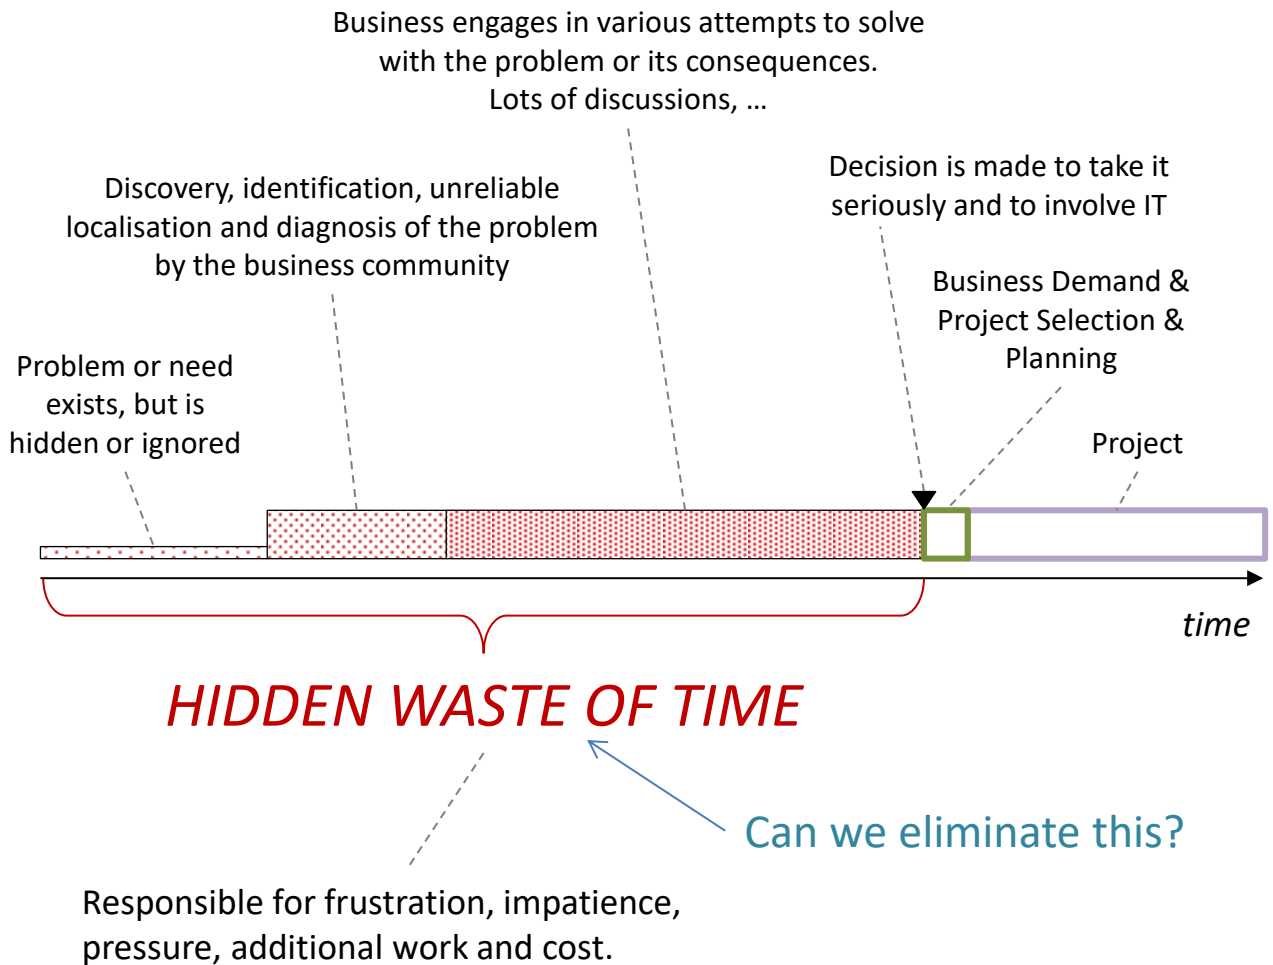 Business engages in various attempts to solve
with the problem or its consequences.
Lots of discussions, ...
Decision is made to take it
seriously and to involve IT
Discovery, identification, unreliable
localisation and diagnosis of the problem
by the business community
Business Demand &
Project Selection &
Planning
Problem or need
exists, but is
hidden or ignored
Project
time
HIDDEN WASTE OF TIME
Can we eliminate this?
Responsible for frustration, impatience,
pressure, additional work and cost.